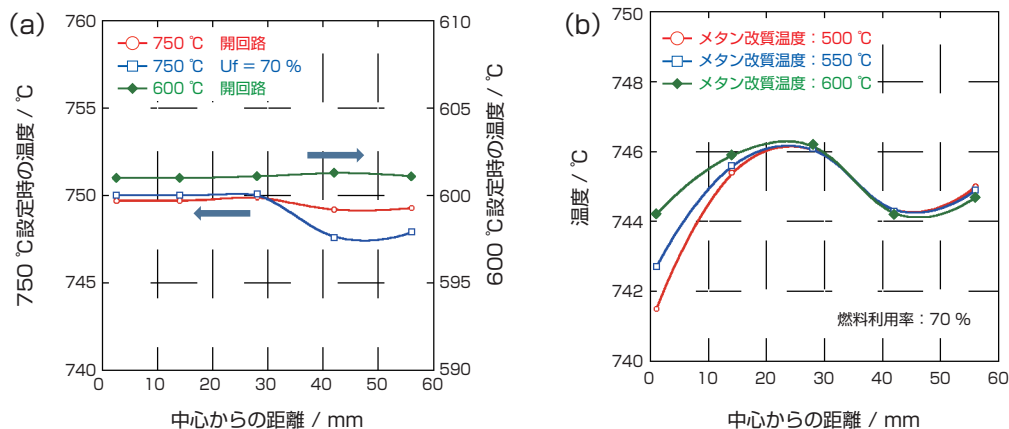 (a)
760
755
750
745
740
750 ℃設定時の温度 / ℃
750 ℃ 開回路
750 ℃ Uf = 70 %
600 ℃ 開回路
610
605
600
595
590
600 ℃設定時の温度 / ℃
0 10 20 30 40 50 60
中心からの距離 / mm
(b)
750
748
746
744
742
740
温度 / ℃
メタン改質温度：500 ℃
メタン改質温度：550 ℃
メタン改質温度：600 ℃
燃料利用率：70 %
0 10 20 30 40 50 60
中心からの距離 / mm